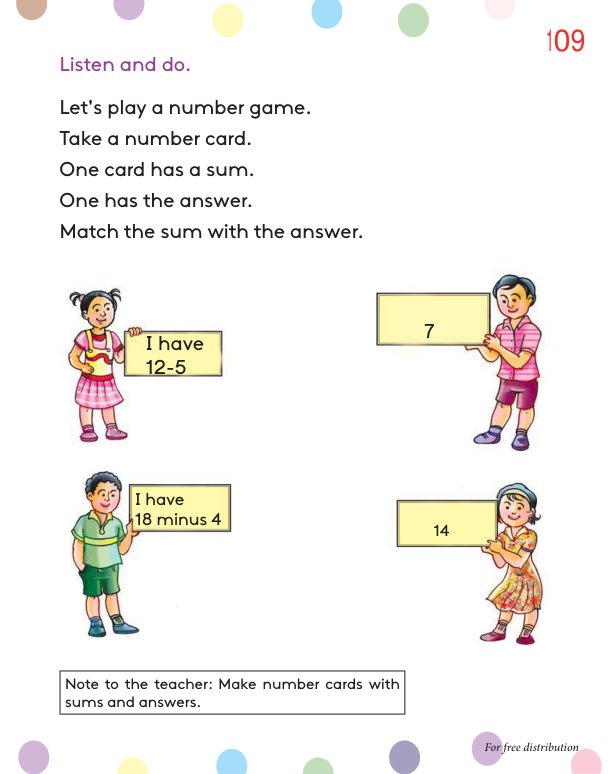 109
Listen and do.
Let's play a number game.
Take a number card.
One card has a sum.
One has the answer.
Match the sum with the answer.
I have
12-5
7
I have
18 minus 4
14
Note to the teacher: Make number cards with
sums and answers.
For free distribution